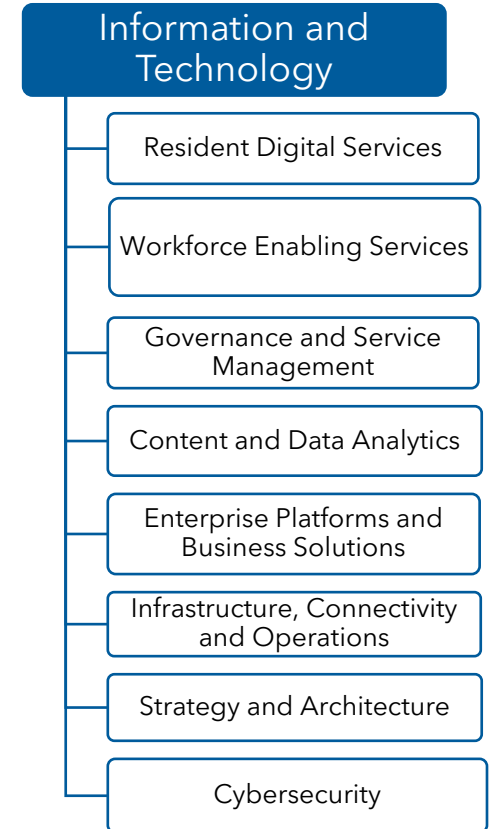 Information and
Technology
Resident Digital Services
Workforce Enabling Services
Governance and Service
Management
Content and Data Analytics
Enterprise Platforms and
Business Solutions
Infrastructure, Connectivity
and Operations
Strategy and Architecture
Cybersecurity